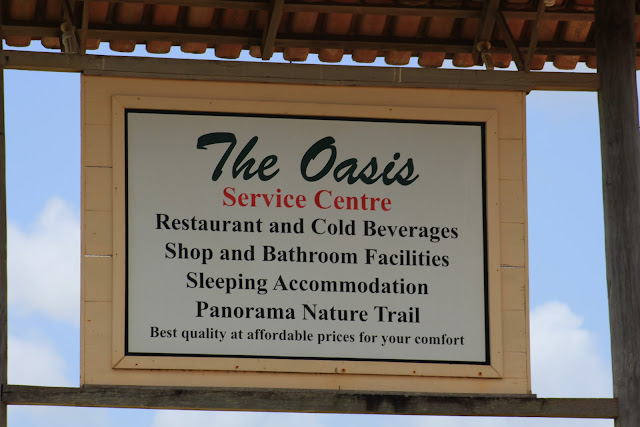 The Oasis
Service Centre
Restaurant and Cold Beverages
Shop and Bathroom Facilities
Sleeping Accommodation
Panorama Nature Trail
Best quality at affordable prices for your comfort